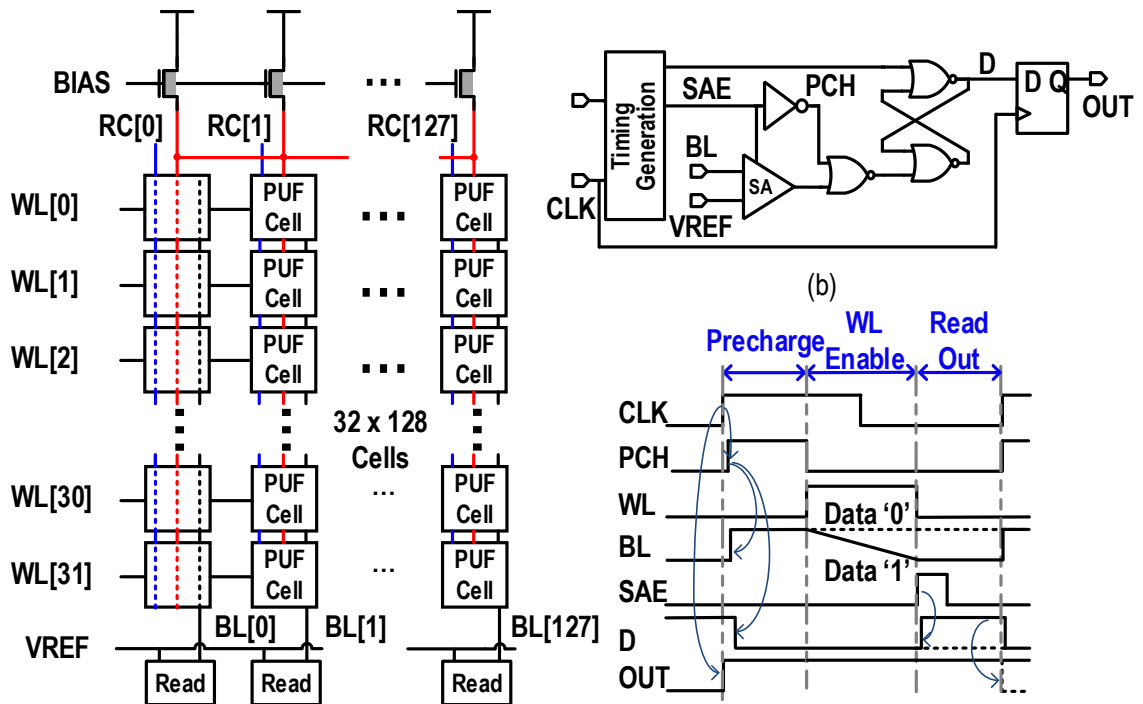 BIAS
...
RC[0]
RC[1]
RC[127]
WL[0]
PUF
Cell
...
PUF
Cell
WL[1]
PUF
Cell
...
PUF
Cell
WL[2]
PUF
Cell
...
PUF
Cell
32 x 128
Cells
WL[30]
PUF
Cell
...
PUF
Cell
WL[31]
PUF
Cell
...
PUF
Cell
BL[0]
BL[1]
BL[127]
VREF
Read
Read
Read
Timing
Generation
SAE
PCH
D
D Q
OUT
BL
SA
VREF
CLK
(b)
Precharge
WL
Enable
Read
Out
CLK
PCH
WL
Data ‘0’
BL
Data ‘1’
SAE
D
OUT